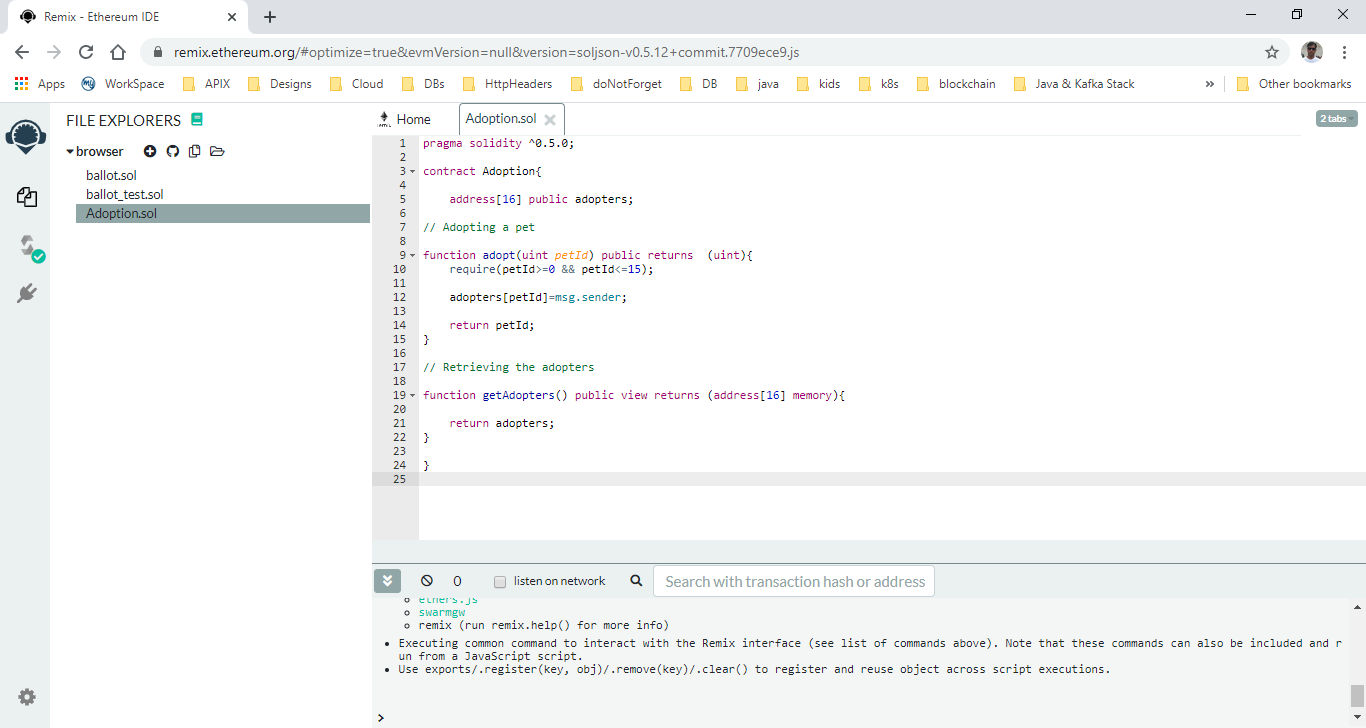 Remix - Ethereum IDE
remix.ethereum.org/#optimize=true&evmVersion=null&version=soljson-v0.5.12+commit.7709ece9.js
Apps WorkSpace APIX Designs Cloud DBs HttpHeaders doNotForget DB java kids k8s blockchain Java & Kafka Stack » Other bookmarks
FILE EXPLORERS
browser
ballot.sol
ballot_test.sol
Adoption.sol
Home Adoption.sol 2 tabs
1 pragma solidity ^0.5.0;
2
3 contract Adoption{
4
5 address[16] public adopters;
6
7 // Adopting a pet
8
9 function adopt(uint petId) public returns (uint){
10 require(petId>=0 && petId<=15);
11
12 adopters[petId]=msg.sender;
13
14 return petId;
15 }
16
17 // Retrieving the adopters
18
19 function getAdopters() public view returns (address[16] memory){
20
21 return adopters;
22 }
23
24 }
25
0 listen on network Search with transaction hash or address
ethers.js
swarmgw
remix (run remix.help() for more info)
Executing common command to interact with the Remix interface (see list of commands above). Note that these commands can also be included and r
un from a JavaScript script.
Use exports/.register(key, obj)/.remove(key)/.clear() to register and reuse object across script executions.
>